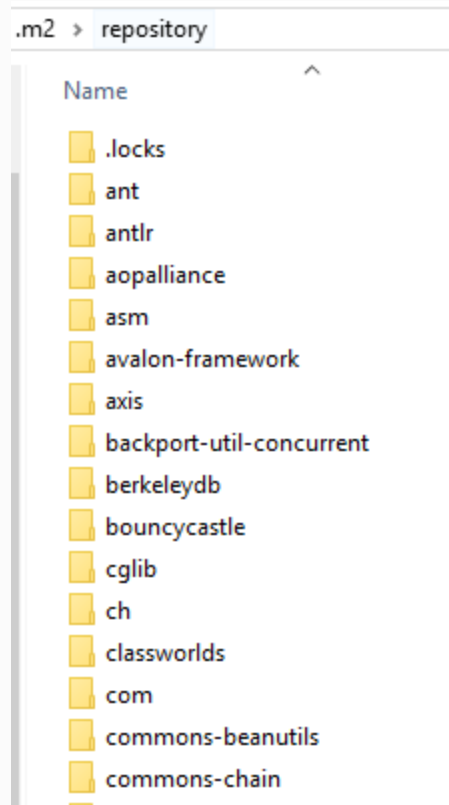 .m2 > repository
Name
.locks
ant
antlr
aopalliance
asm
avalon-framework
axis
backport-util-concurrent
berkeleydb
bouncycastle
cglib
ch
classworlds
com
commons-beanutils
commons-chain